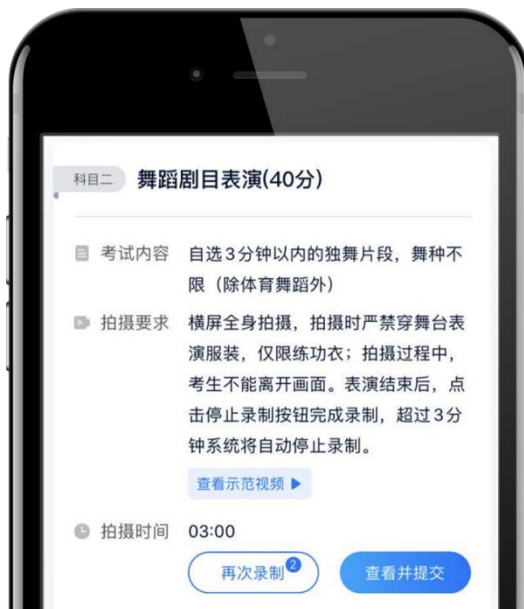 科目二 舞蹈剧目表演(40分)
考试内容 自选3分钟以内的独舞片段，舞种不
限（除体育舞蹈外）
拍摄要求 横屏全身拍摄，拍摄时严禁穿舞台表
演服装，仅限练功衣；拍摄过程中，
考生不能离开画面。表演结束后，点
击停止录制按钮完成录制，超过3分
钟系统将自动停止录制。
查看示范视频
拍摄时间 03:00
再次录制 2 查看并提交